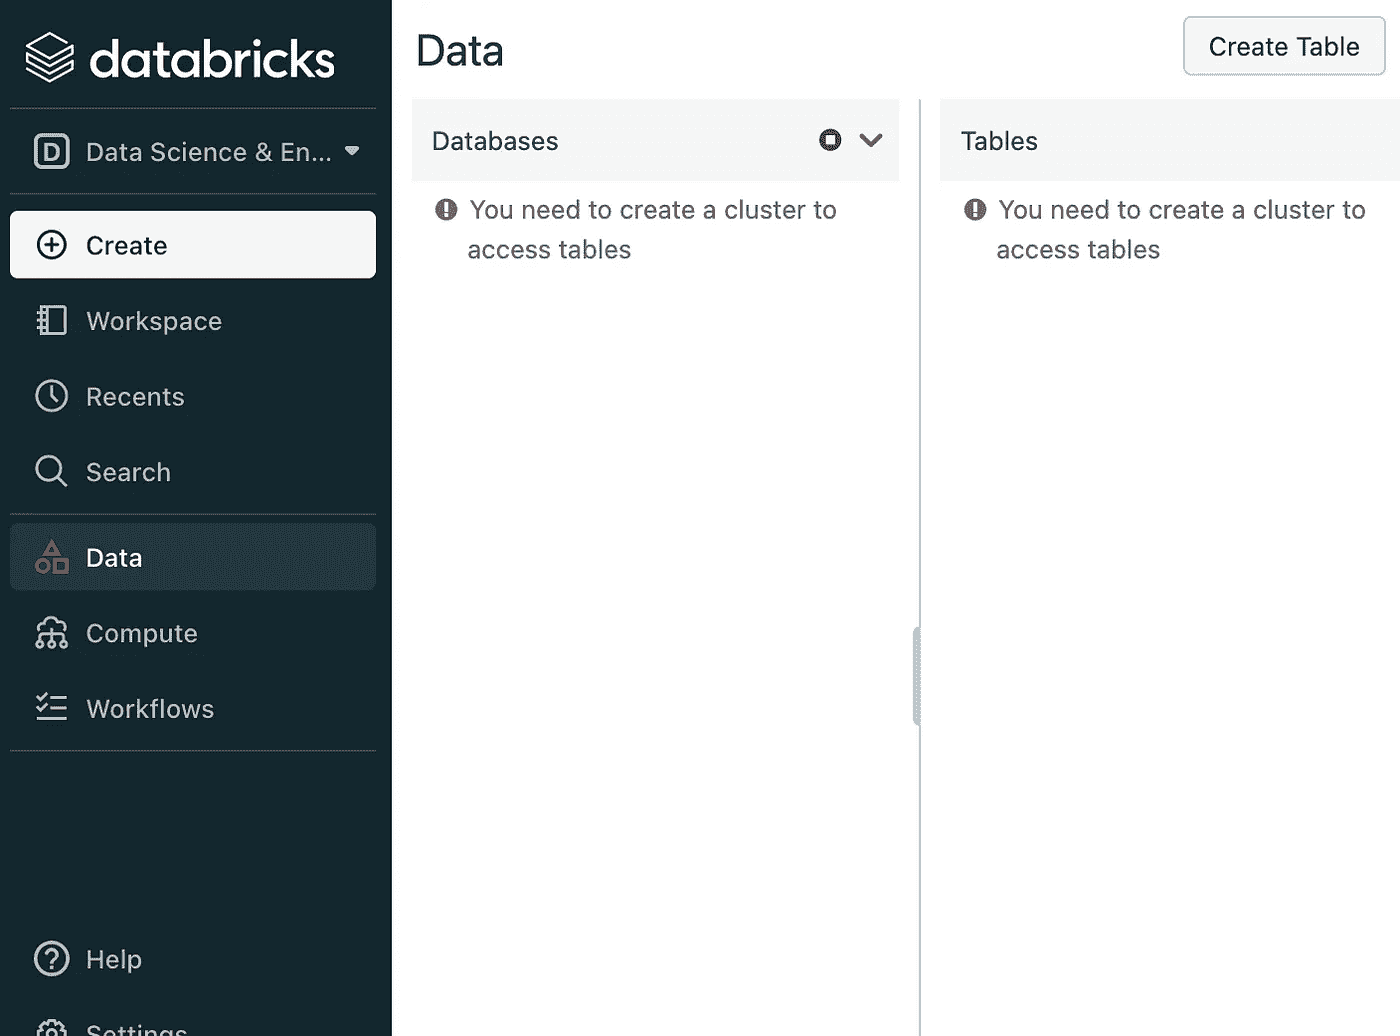 databricks
D Data Science & En...
Create
Workspace
Recents
Search
Data
Compute
Workflows
Help
Settings
Data
Create Table
Databases
You need to create a cluster to
access tables
Tables
You need to create a cluster to
access tables